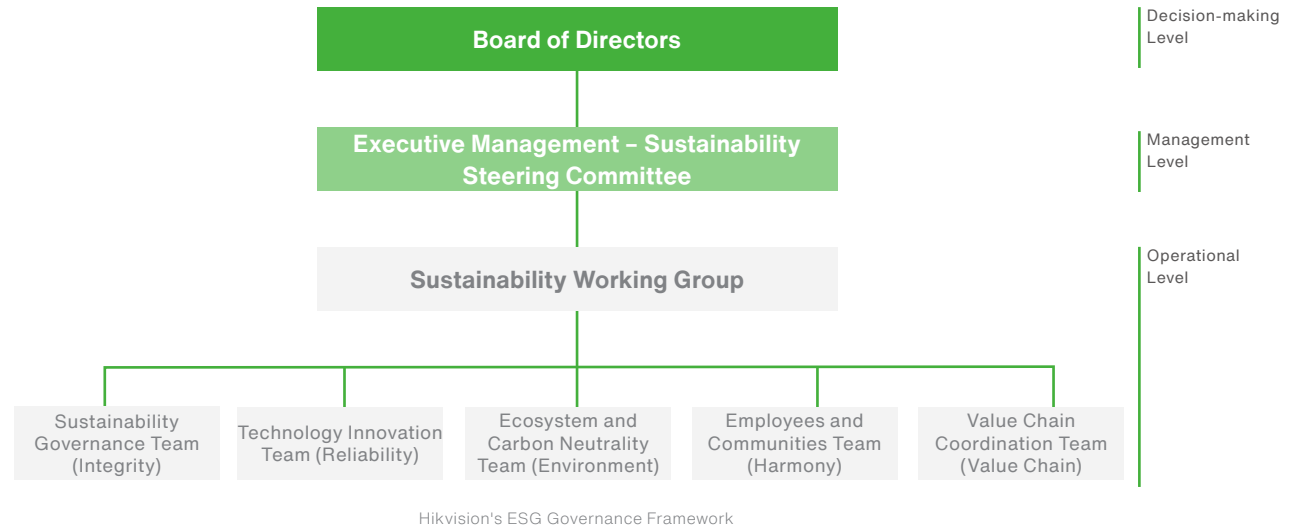 Board of Directors
Decision-making
Level
Executive Management – Sustainability
Steering Committee
Management
Level
Sustainability Working Group
Operational
Level
Sustainability
Governance Team
(Integrity)
Technology Innovation
Team (Reliability)
Ecosystem and
Carbon Neutrality
Team (Environment)
Employees and
Communities Team
(Harmony)
Value Chain
Coordination Team
(Value Chain)
Hikvision's ESG Governance Framework